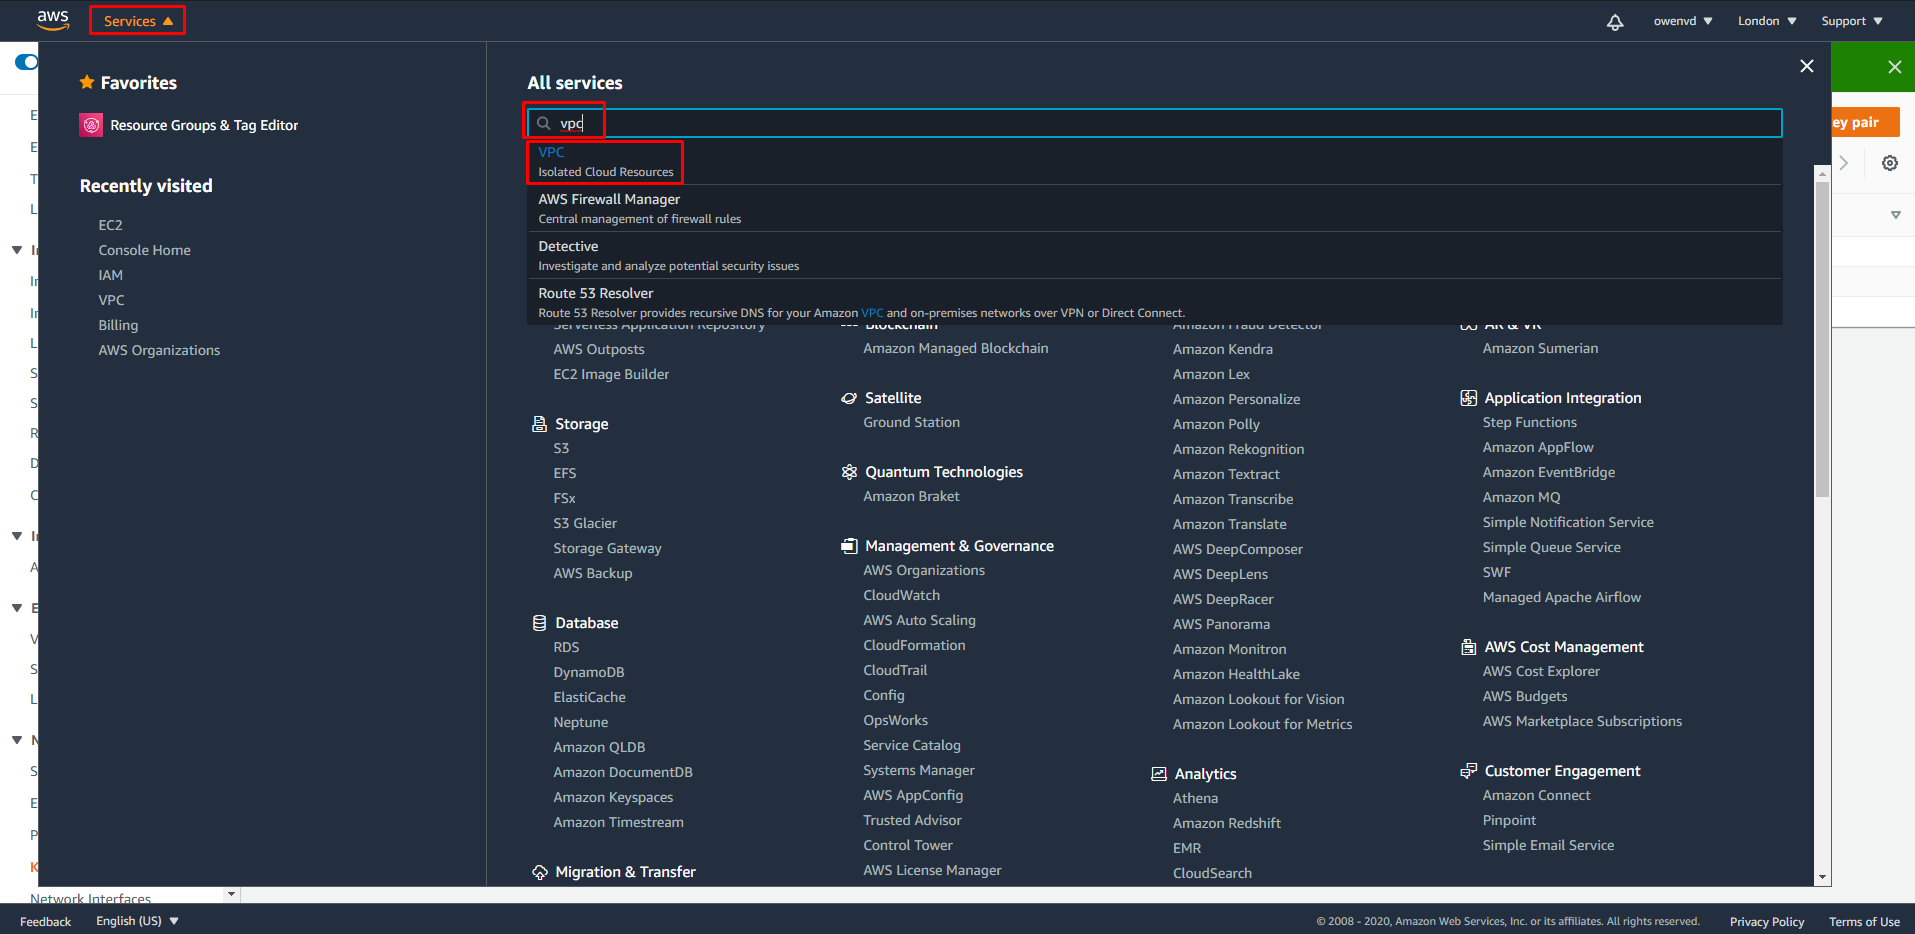 aws
Services
owenvd
London
Support
Favorites
Resource Groups & Tag Editor
Recently visited
EC2
Console Home
IAM
VPC
Billing
AWS Organizations
All services
vpc
VPC
Isolated Cloud Resources
AWS Firewall Manager
Central management of firewall rules
Detective
Investigate and analyze potential security issues
Route 53 Resolver
Route 53 Resolver provides recursive DNS for your Amazon VPC and on-premises networks over VPN or Direct Connect.
Serverless Application Repository
AWS Outposts
EC2 Image Builder
Storage
S3
EFS
FSx
S3 Glacier
Storage Gateway
AWS Backup
Database
RDS
DynamoDB
ElastiCache
Neptune
Amazon QLDB
Amazon DocumentDB
Amazon Keyspaces
Amazon Timestream
Migration & Transfer
Blockchain
Amazon Managed Blockchain
Satellite
Ground Station
Quantum Technologies
Amazon Braket
Management & Governance
AWS Organizations
CloudWatch
AWS Auto Scaling
CloudFormation
CloudTrail
Config
OpsWorks
Service Catalog
Systems Manager
AWS AppConfig
Trusted Advisor
Control Tower
AWS License Manager
Amazon Fraud Detector
Amazon Kendra
Amazon Lex
Amazon Personalize
Amazon Polly
Amazon Rekognition
Amazon Textract
Amazon Transcribe
Amazon Translate
AWS DeepComposer
AWS DeepLens
AWS DeepRacer
AWS Panorama
Amazon Monitron
Amazon HealthLake
Amazon Lookout for Vision
Amazon Lookout for Metrics
Analytics
Athena
Amazon Redshift
EMR
CloudSearch
AR & VR
Amazon Sumerian
Application Integration
Step Functions
Amazon AppFlow
Amazon EventBridge
Amazon MQ
Simple Notification Service
Simple Queue Service
SWF
Managed Apache Airflow
AWS Cost Management
AWS Cost Explorer
AWS Budgets
AWS Marketplace Subscriptions
Customer Engagement
Amazon Connect
Pinpoint
Simple Email Service
ey pair
Network Interfaces
Feedback
English (US)
© 2008 - 2020, Amazon Web Services, Inc. or its affiliates. All rights reserved.
Privacy Policy
Terms of Use